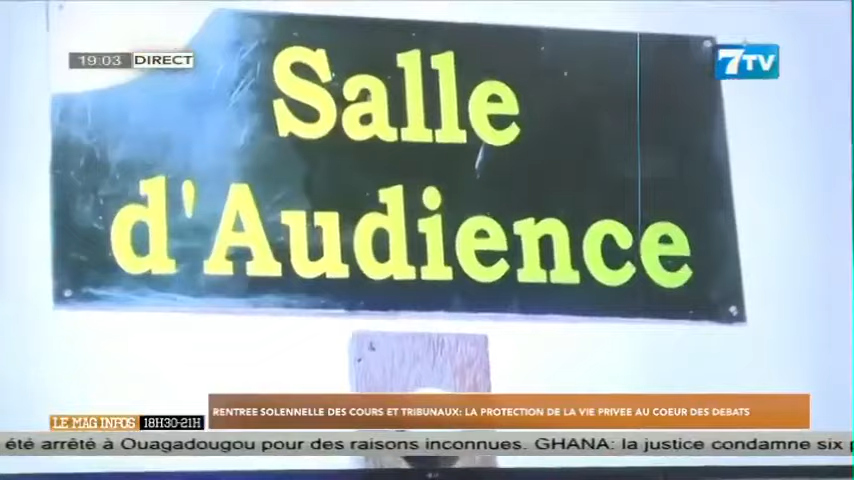 19:03 DIRECT
7TV
Salle
d'Audience
RENTREE SOLENNELLE DES COURS ET TRIBUNAUX: LA PROTECTION DE LA VIE PRIVEE AU COEUR DES DEBATS
LE MAG INFOS 18H30-21H
été arrêté à Ouagadougou pour des raisons inconnues. GHANA: la justice condamne six